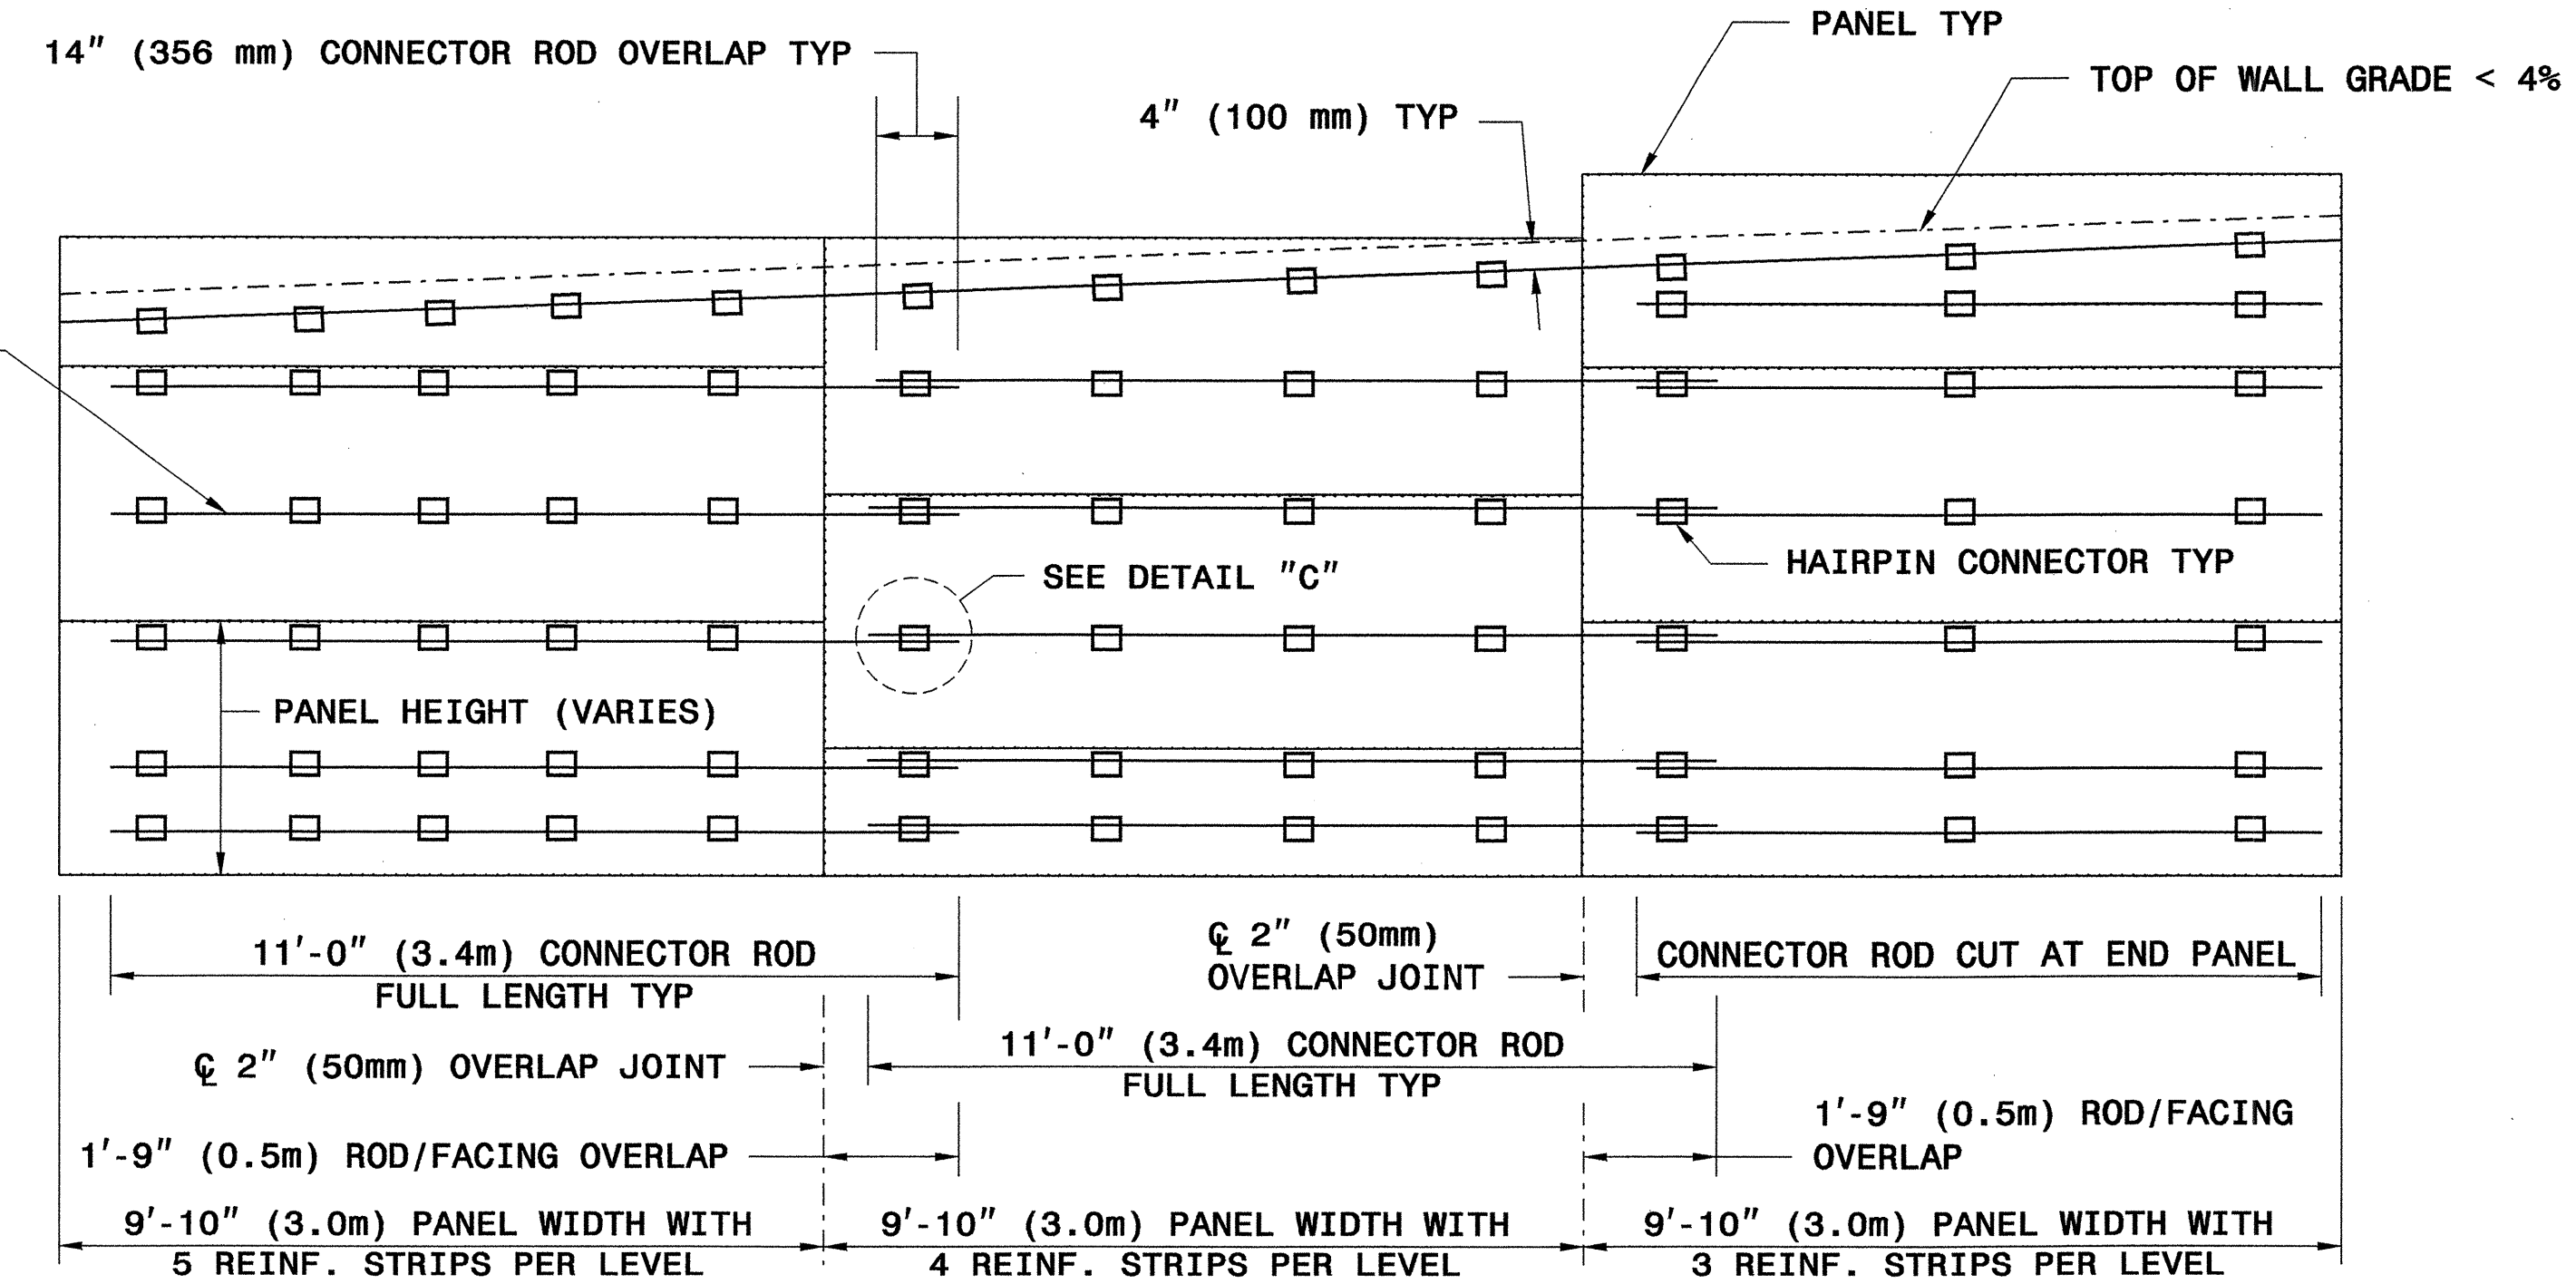 PANEL TYP
14" (356 mm) CONNECTOR ROD OVERLAP TYP
TOP OF WALL GRADE < 4%
4" (100 mm) TYP
HAIRPIN CONNECTOR TYP
SEE DETAIL "C"
PANEL HEIGHT (VARIES)
11'-0" (3.4m) CONNECTOR ROD
FULL LENGTH TYP
℄ 2" (50mm)
OVERLAP JOINT
CONNECTOR ROD CUT AT END PANEL
℄ 2" (50mm) OVERLAP JOINT
11'-0" (3.4m) CONNECTOR ROD
FULL LENGTH TYP
1'-9" (0.5m) ROD/FACING OVERLAP
1'-9" (0.5m) ROD/FACING
OVERLAP
9'-10" (3.0m) PANEL WIDTH WITH
5 REINF. STRIPS PER LEVEL
9'-10" (3.0m) PANEL WIDTH WITH
4 REINF. STRIPS PER LEVEL
9'-10" (3.0m) PANEL WIDTH WITH
3 REINF. STRIPS PER LEVEL